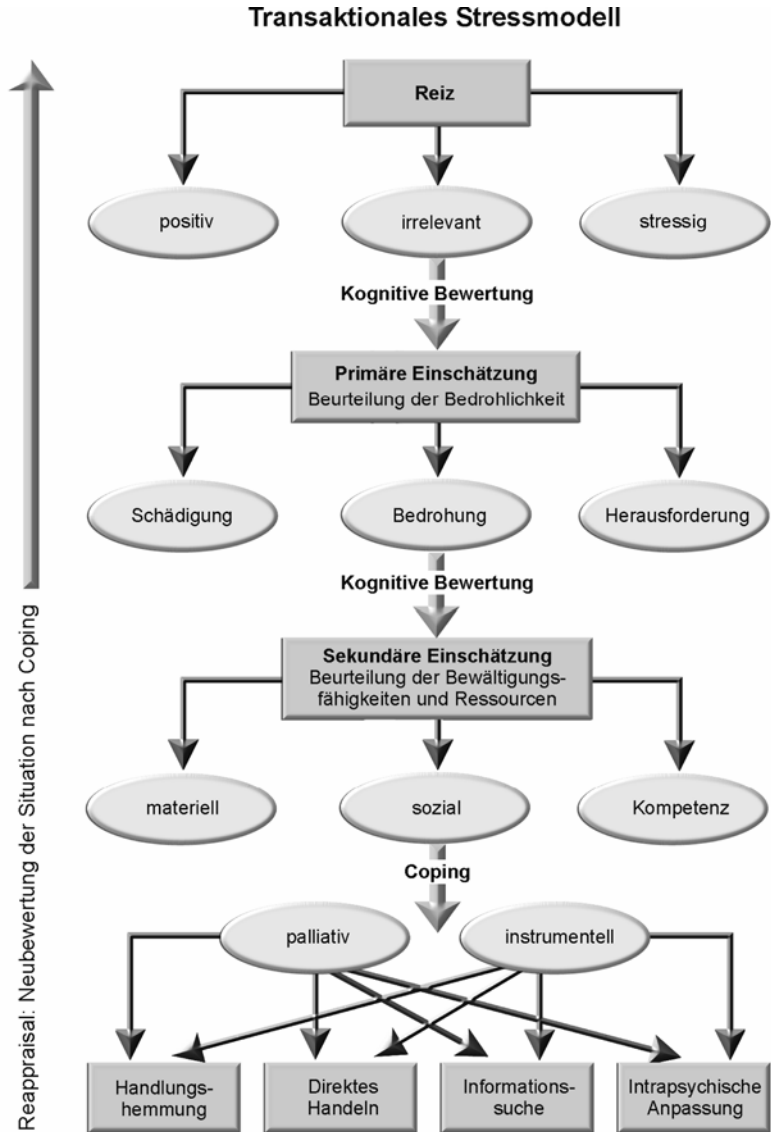 Transaktionales Stressmodell
Reiz
positiv
irrelevant
stressig
Kognitive Bewertung
Primäre Einschätzung
Beurteilung der Bedrohlichkeit
Schädigung
Bedrohung
Herausforderung
Kognitive Bewertung
Sekundäre Einschätzung
Beurteilung der Bewältigungs-
fähigkeiten und Ressourcen
materiell
sozial
Kompetenz
Coping
palliativ
instrumentell
Handlungs-
hemmung
Direktes
Handeln
Informations-
suche
Intrapsychische
Anpassung
Reappraisal: Neubewertung der Situation nach Coping